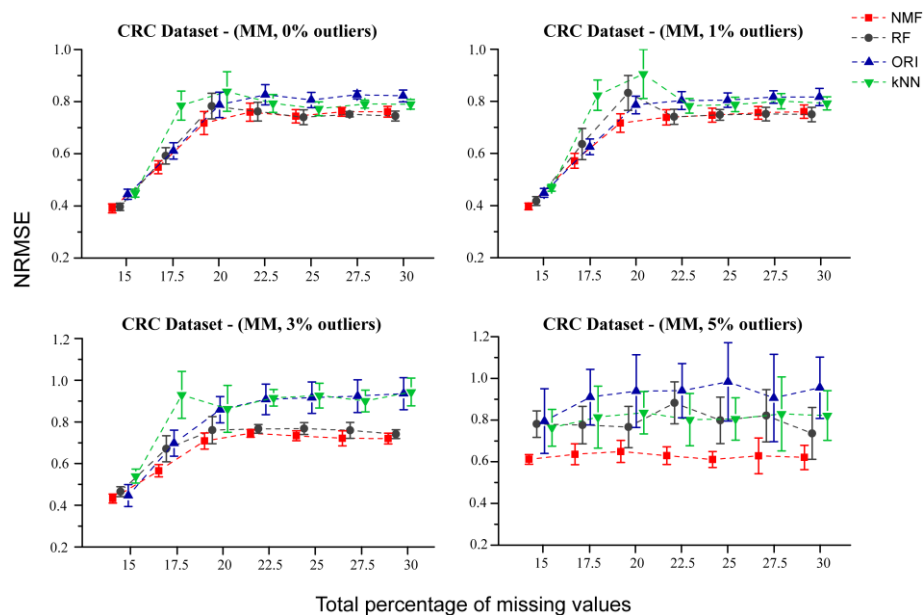 CRC Dataset - (MM, 0% outliers)
CRC Dataset - (MM, 1% outliers)
NMF
RF
ORI
kNN
1.0
0.8
0.6
0.4
0.2
15 17.5 20 22.5 25 27.5 30
1.0
0.8
0.6
0.4
0.2
15 17.5 20 22.5 25 27.5 30
NRMSE
CRC Dataset - (MM, 3% outliers)
CRC Dataset - (MM, 5% outliers)
1.2
1.0
0.8
0.6
0.4
0.2
15 17.5 20 22.5 25 27.5 30
1.2
1.0
0.8
0.6
0.4
0.2
15 17.5 20 22.5 25 27.5 30
Total percentage of missing values